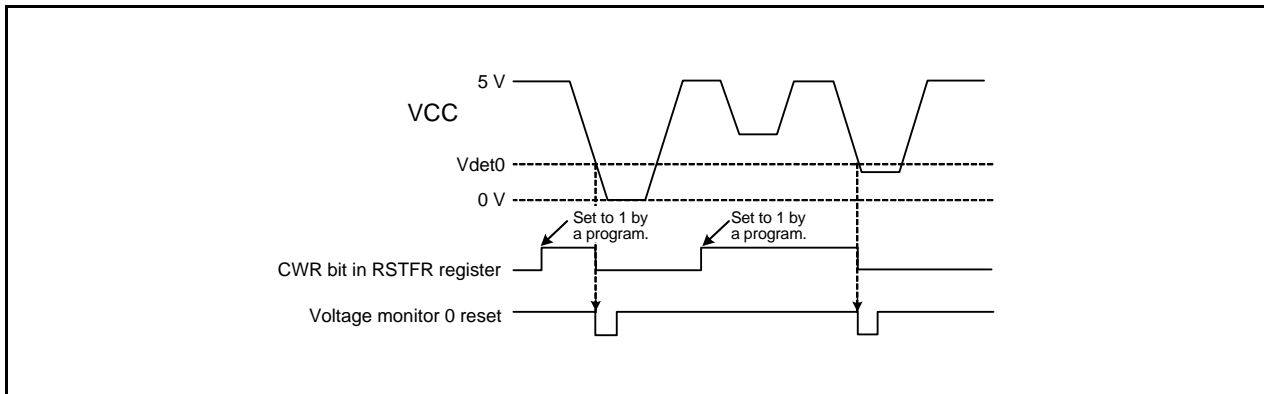 5 V
VCC
Vdet0
0 V
Set to 1 by
a program.
Set to 1 by
a program.
CWR bit in RSTFR register
Voltage monitor 0 reset